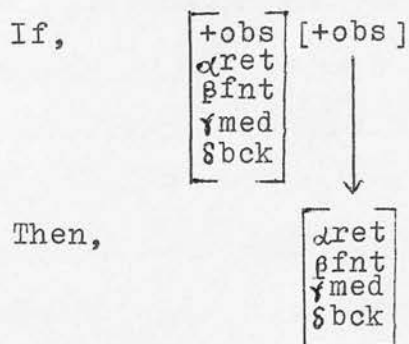 If, [+obs [+obs]
αret
βfnt
γmed
δbck]
Then, [αret
βfnt
γmed
δbck]